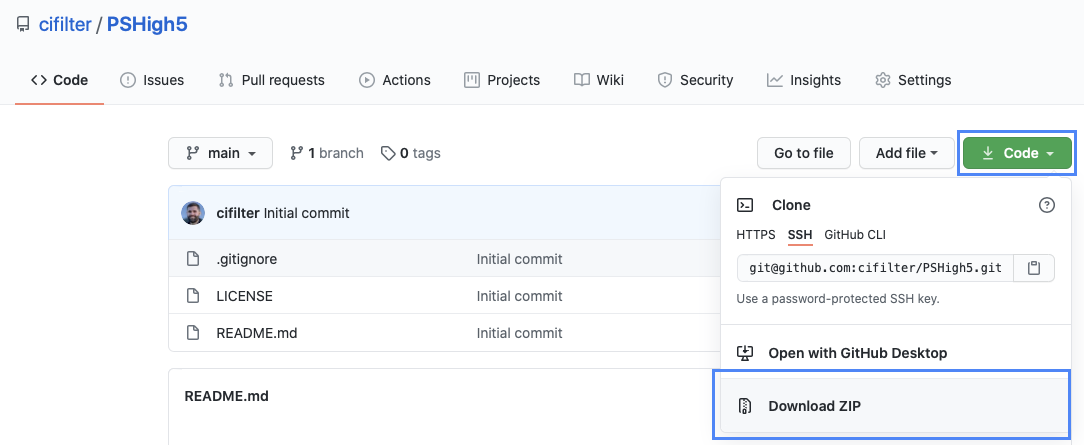 cifilter / PSHigh5
Code Issues Pull requests Actions Projects Wiki Security Insights Settings
main 1 branch 0 tags Go to file Add file Code
cifilter Initial commit
.gitignore Initial commit
LICENSE Initial commit
README.md Initial commit
README.md
Clone
HTTPS SSH GitHub CLI
git@github.com:cifilter/PSHigh5.git
Use a password-protected SSH key.
Open with GitHub Desktop
Download ZIP